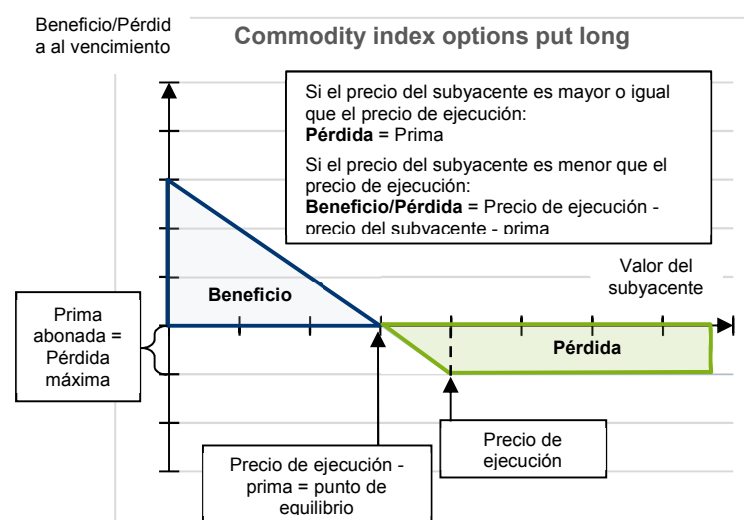 Beneficio/Pérdid
a al vencimiento
Commodity index options put long
Si el precio del subyacente es mayor o igual
que el precio de ejecución:
Pérdida = Prima
Si el precio del subyacente es menor que el
precio de ejecución:
Beneficio/Pérdida = Precio de ejecución -
precio del subyacente - prima
Valor del
subyacente
Beneficio
Prima
abonada =
Pérdida
máxima
Pérdida
Precio de ejecución -
prima = punto de
equilibrio
Precio de
ejecución